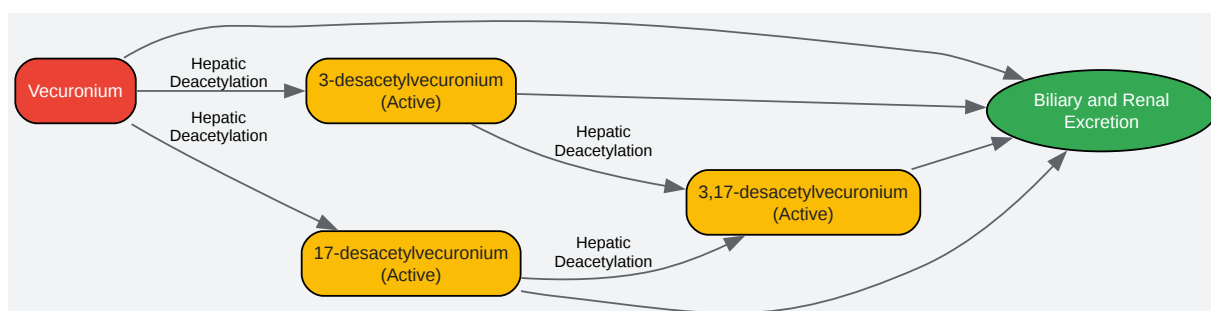 Vecuronium
Hepatic
Deacetylation
3-desacetylvecuronium
(Active)
Hepatic
Deacetylation
17-desacetylvecuronium
(Active)
Hepatic
Deacetylation
Hepatic
Deacetylation
3,17-desacetylvecuronium
(Active)
Biliary and Renal
Excretion